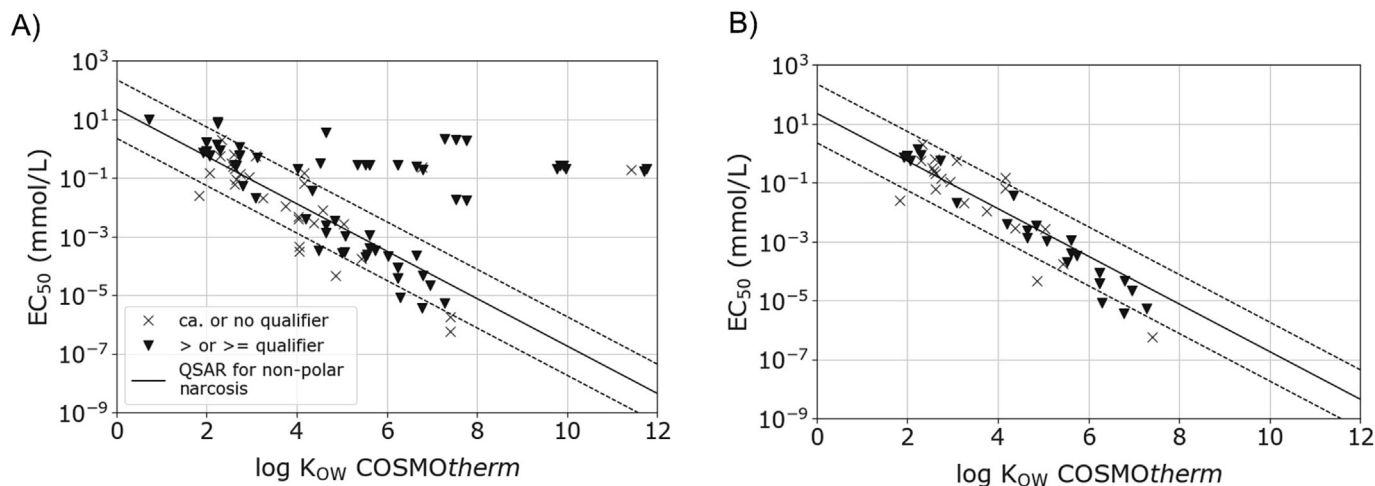 A)
10³
10¹
10⁻¹
10⁻³
10⁻⁵
10⁻⁷
10⁻⁹
EC₅₀ (mmol/L)
× ca. or no qualifier
▼ > or >= qualifier
QSAR for non-polar
narcosis
0 2 4 6 8 10 12
log K_OW COSMOtherm
B)
10³
10¹
10⁻¹
10⁻³
10⁻⁵
10⁻⁷
10⁻⁹
EC₅₀ (mmol/L)
0 2 4 6 8 10 12
log K_OW COSMOtherm